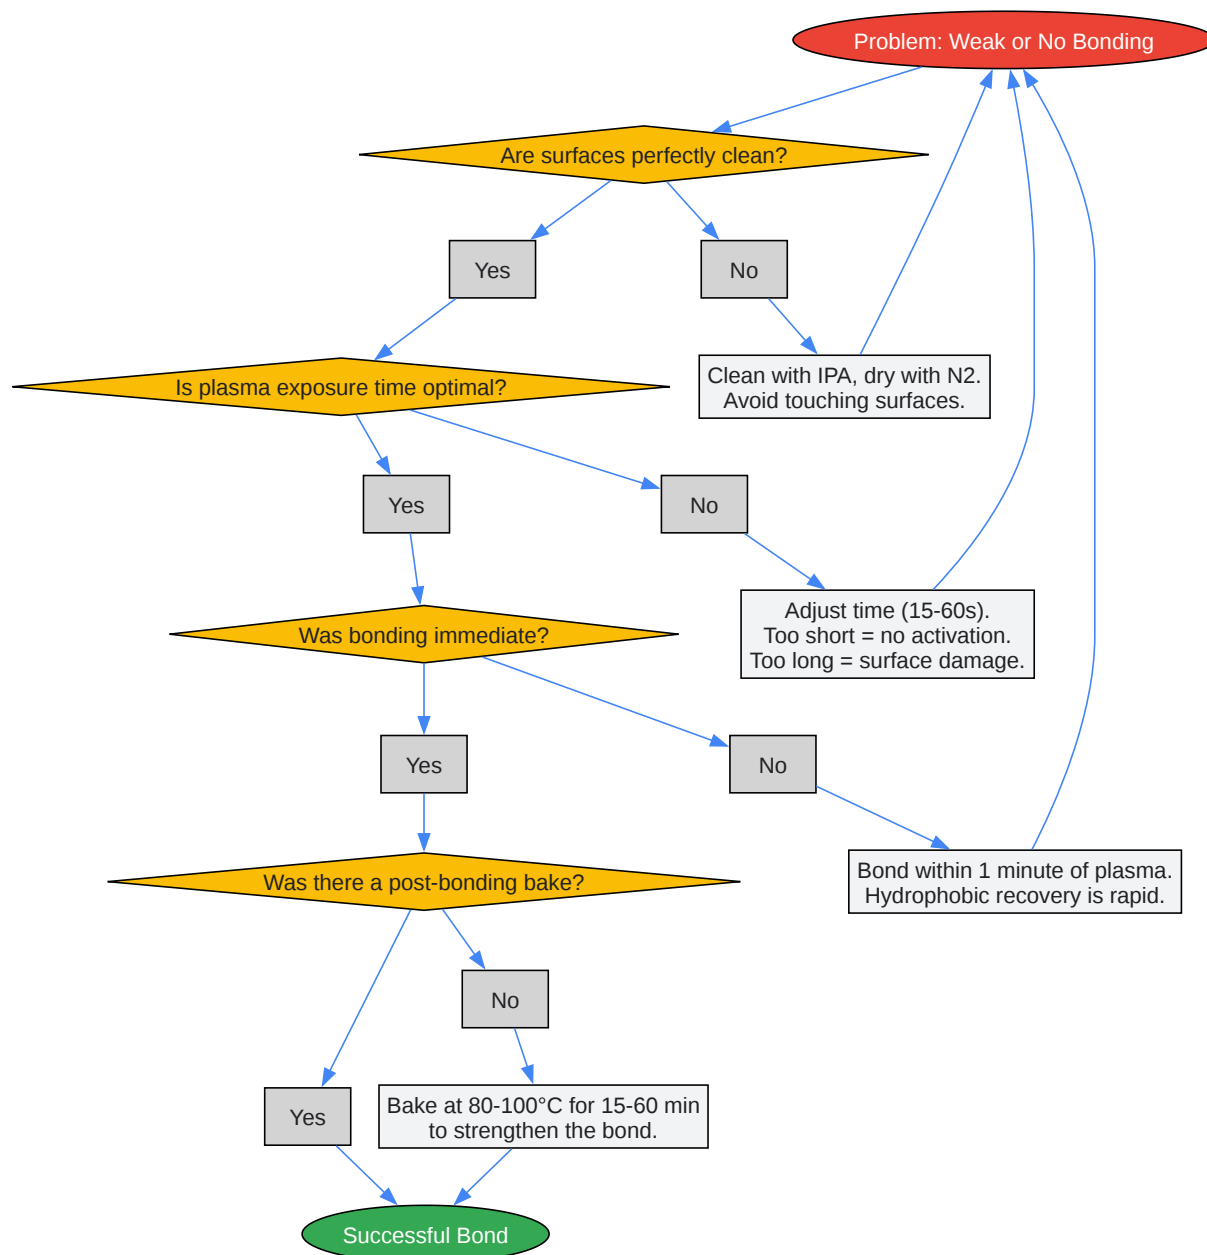 Problem: Weak or No Bonding
Are surfaces perfectly clean?
Yes
No
Clean with IPA, dry with N2.
Avoid touching surfaces.
Is plasma exposure time optimal?
Yes
No
Adjust time (15-60s).
Too short = no activation.
Too long = surface damage.
Was bonding immediate?
Yes
No
Bond within 1 minute of plasma.
Hydrophobic recovery is rapid.
Was there a post-bonding bake?
No
Yes
Bake at 80-100°C for 15-60 min
to strengthen the bond.
Successful Bond